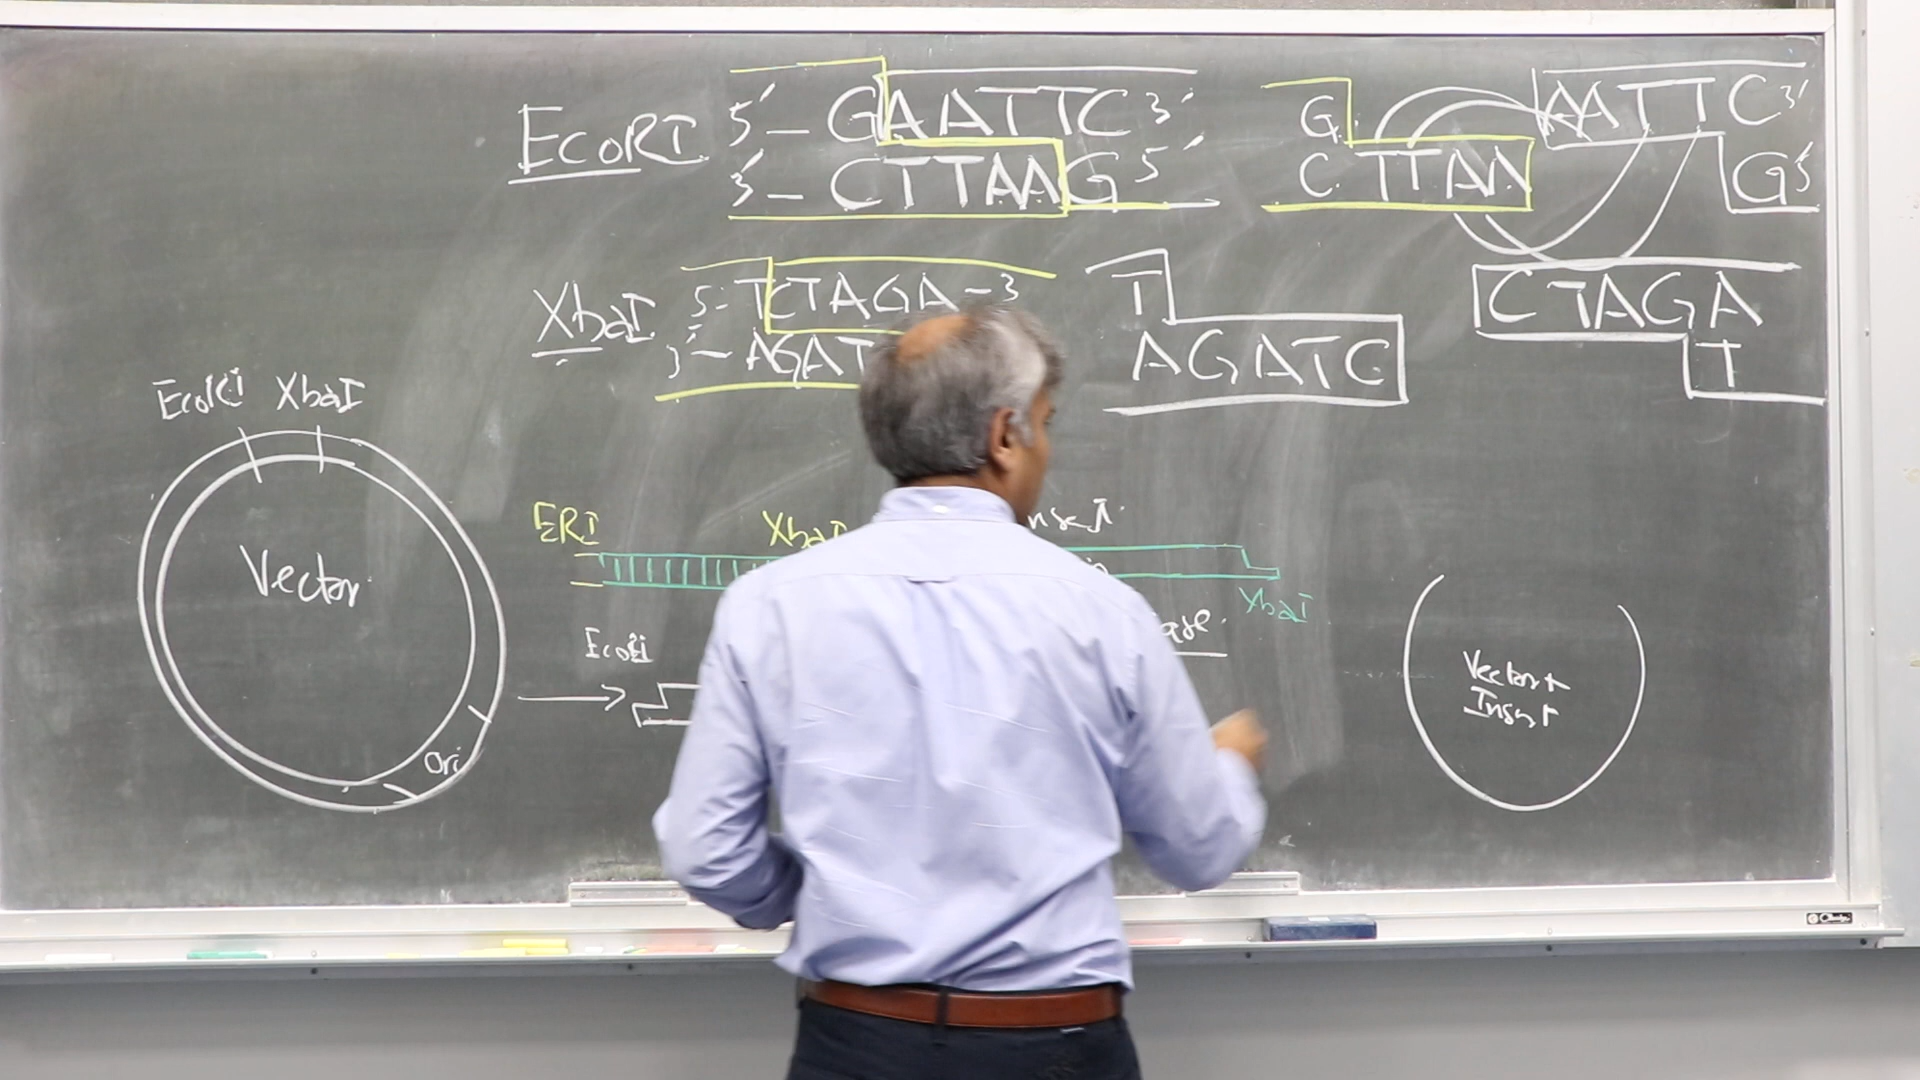 EcoRI 5´ – GAATTC 3´
3´ – CTTAAG 5´
G
CTTAA
AATTC 3´
G 5´
XbaI 5´ - TCTAGA - 3
3´ – AGAT
T
AGATC
CTAGA
T
EcoRI XbaI
Vector
Ori
ERI XbaI
XbaI
EcoRI
Vector +
Insert